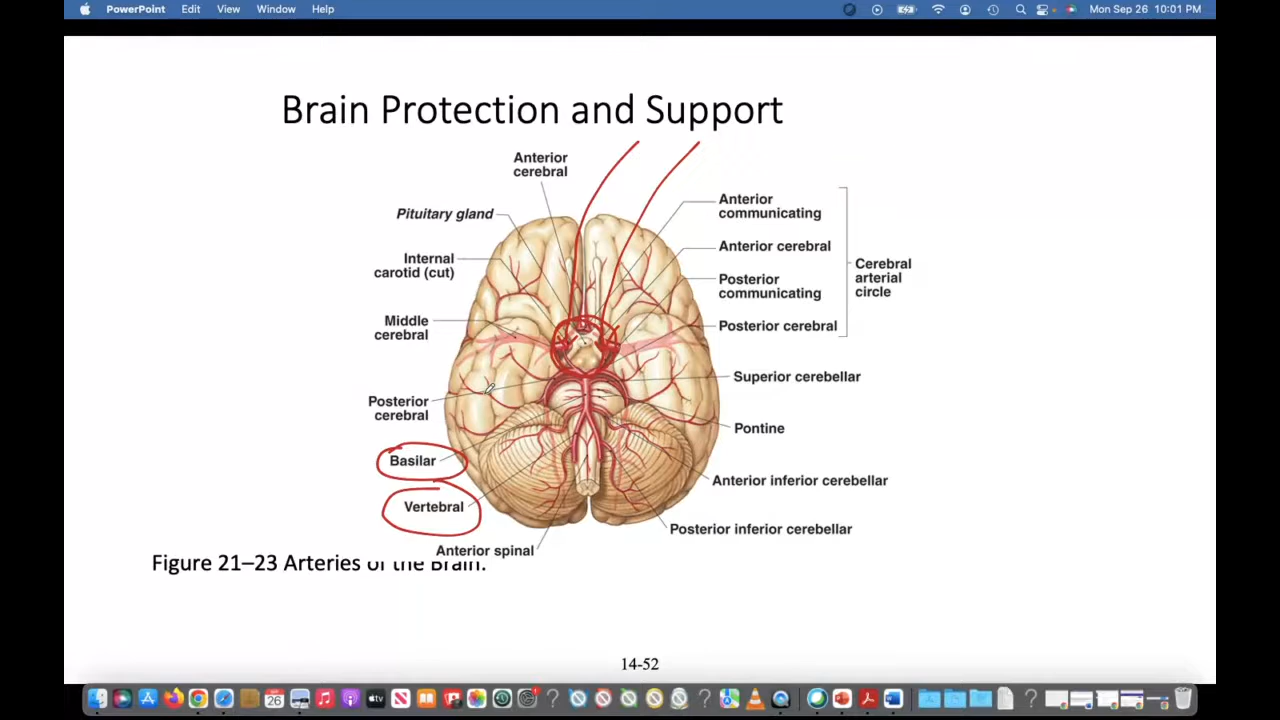 PowerPoint Edit View Window Help Mon Sep 26 10:01 PM
Brain Protection and Support
Anterior
cerebral
Pituitary gland
Internal
carotid (cut)
Middle
cerebral
Posterior
cerebral
Basilar
Vertebral
Anterior spinal
Anterior
communicating
Anterior cerebral
Posterior
communicating
Posterior cerebral
Cerebral
arterial
circle
Superior cerebellar
Pontine
Anterior inferior cerebellar
Posterior inferior cerebellar
Figure 21–23 Arteries of the Brain.
14-52